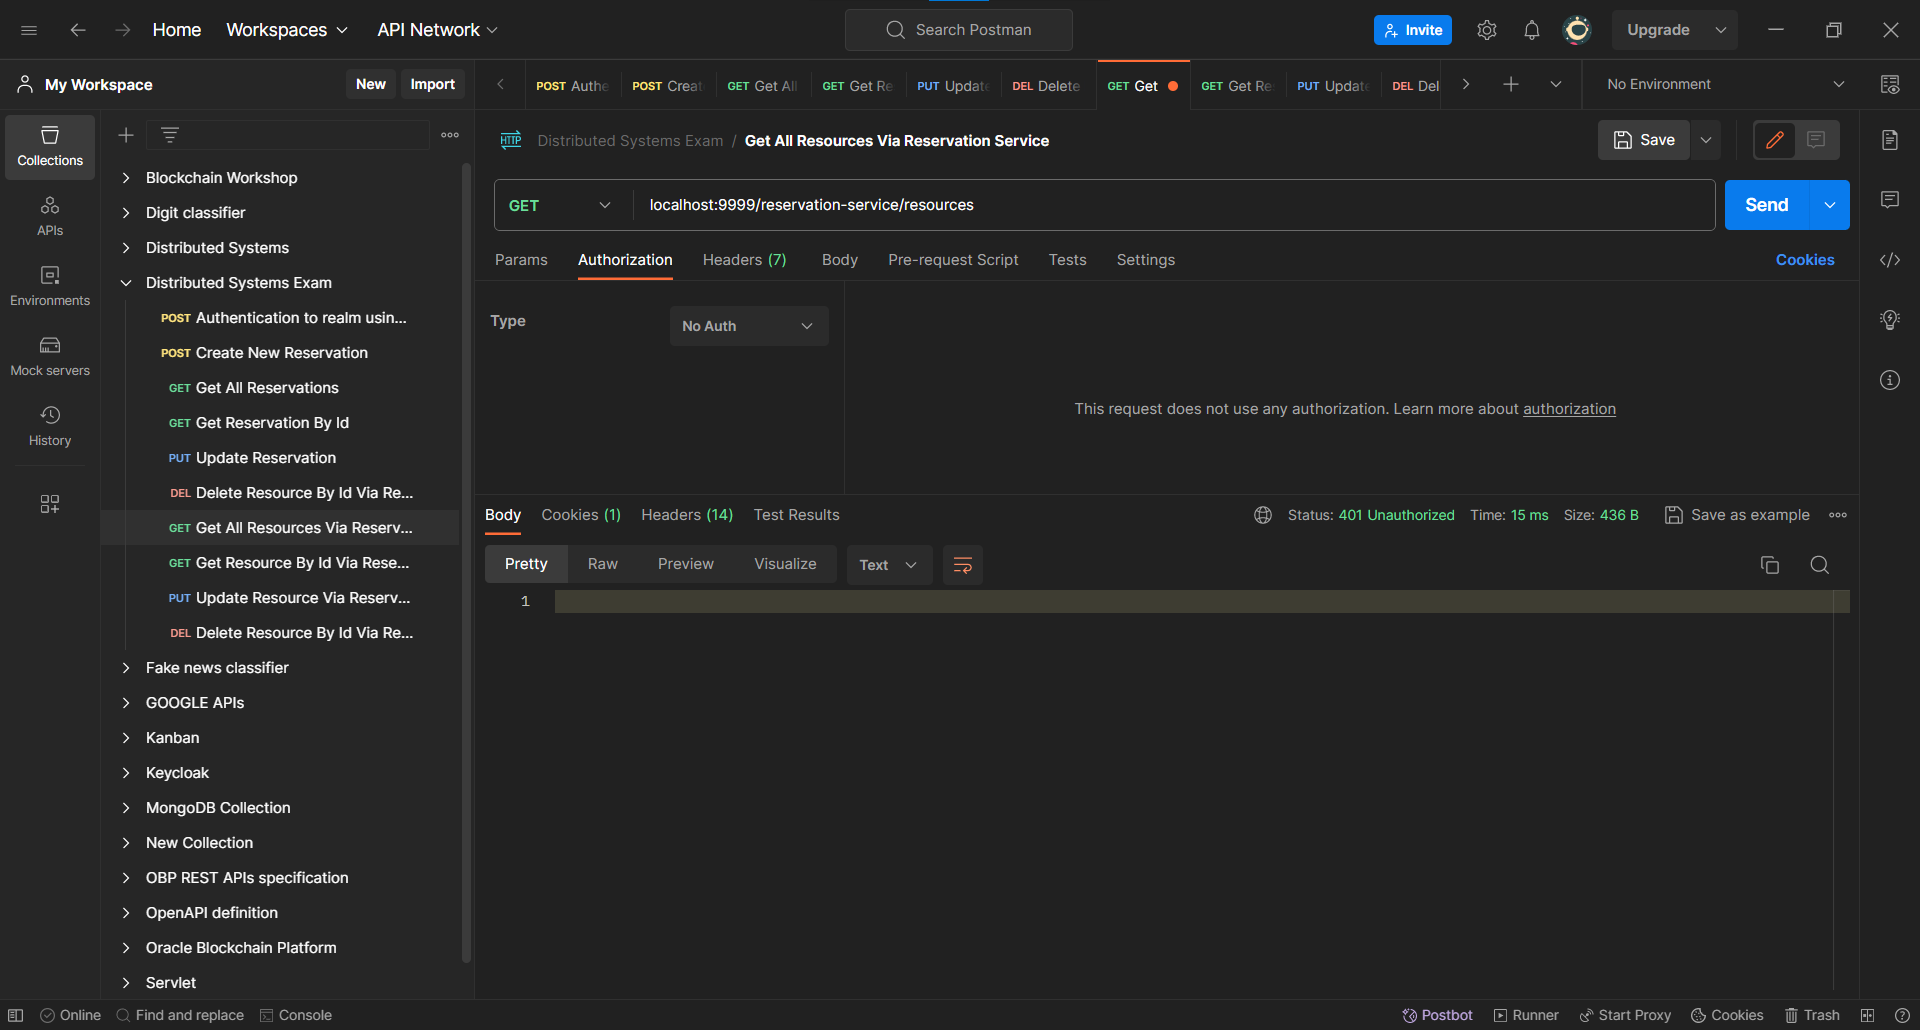 Home Workspaces API Network Search Postman Invite Upgrade
My Workspace New Import POST Authe POST Creat GET Get All GET Get Re PUT Update DEL Delete GET Get GET Get Re PUT Update DEL Del No Environment
Collections
APIs
Environments
Mock servers
History
Blockchain Workshop
Digit classifier
Distributed Systems
Distributed Systems Exam
POST Authentication to realm usin...
POST Create New Reservation
GET Get All Reservations
GET Get Reservation By Id
PUT Update Reservation
DEL Delete Resource By Id Via Re...
GET Get All Resources Via Reserv...
GET Get Resource By Id Via Rese...
PUT Update Resource Via Reserv...
DEL Delete Resource By Id Via Re...
Fake news classifier
GOOGLE APIs
Kanban
Keycloak
MongoDB Collection
New Collection
OBP REST APIs specification
OpenAPI definition
Oracle Blockchain Platform
Servlet
HTTP Distributed Systems Exam / Get All Resources Via Reservation Service Save
GET localhost:9999/reservation-service/resources Send
Params Authorization Headers (7) Body Pre-request Script Tests Settings Cookies
Type No Auth
This request does not use any authorization. Learn more about authorization
Body Cookies (1) Headers (14) Test Results Status: 401 Unauthorized Time: 15 ms Size: 436 B Save as example
Pretty Raw Preview Visualize Text
1
Online Find and replace Console Postbot Runner Start Proxy Cookies Trash